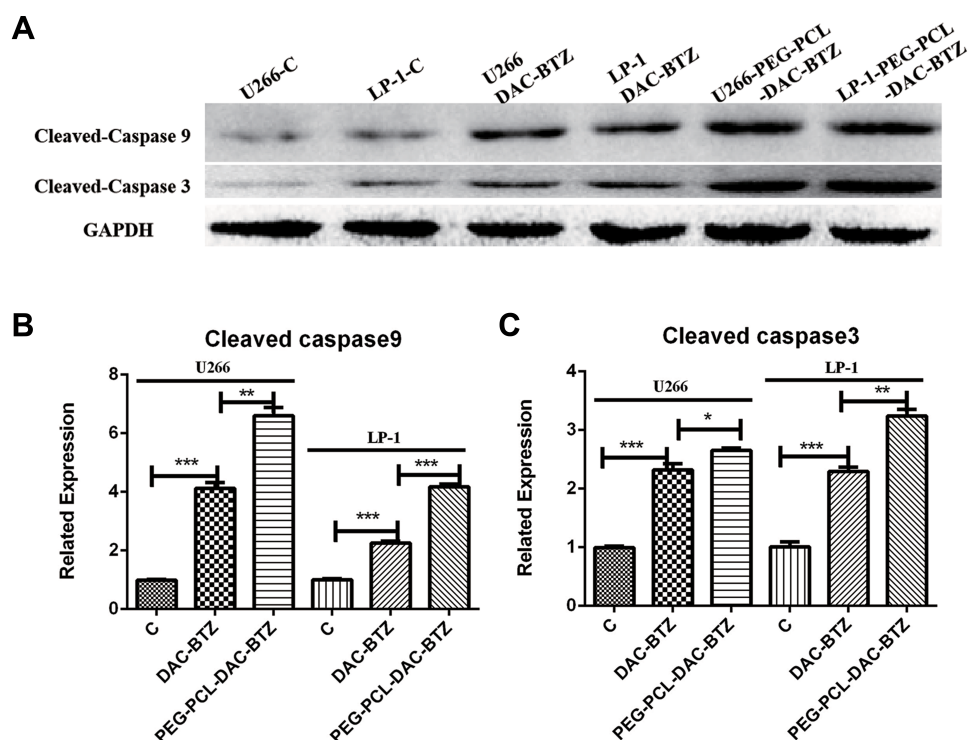 A
U266-C
LP-1-C
U266
DAC-BTZ
LP-1
DAC-BTZ
U266-PEG-PCL
-DAC-BTZ
LP-1-PEG-PCL
-DAC-BTZ
Cleaved-Caspase 9
Cleaved-Caspase 3
GAPDH
B
Cleaved caspase9
Related Expression
8
6
4
2
0
U266
**
***
LP-1
***
***
C
DAC-BTZ
PEG-PCL-DAC-BTZ
C
DAC-BTZ
PEG-PCL-DAC-BTZ
C
Cleaved caspase3
Related Expression
4
3
2
1
0
U266
***
*
LP-1
***
**
C
DAC-BTZ
PEG-PCL-DAC-BTZ
C
DAC-BTZ
PEG-PCL-DAC-BTZ